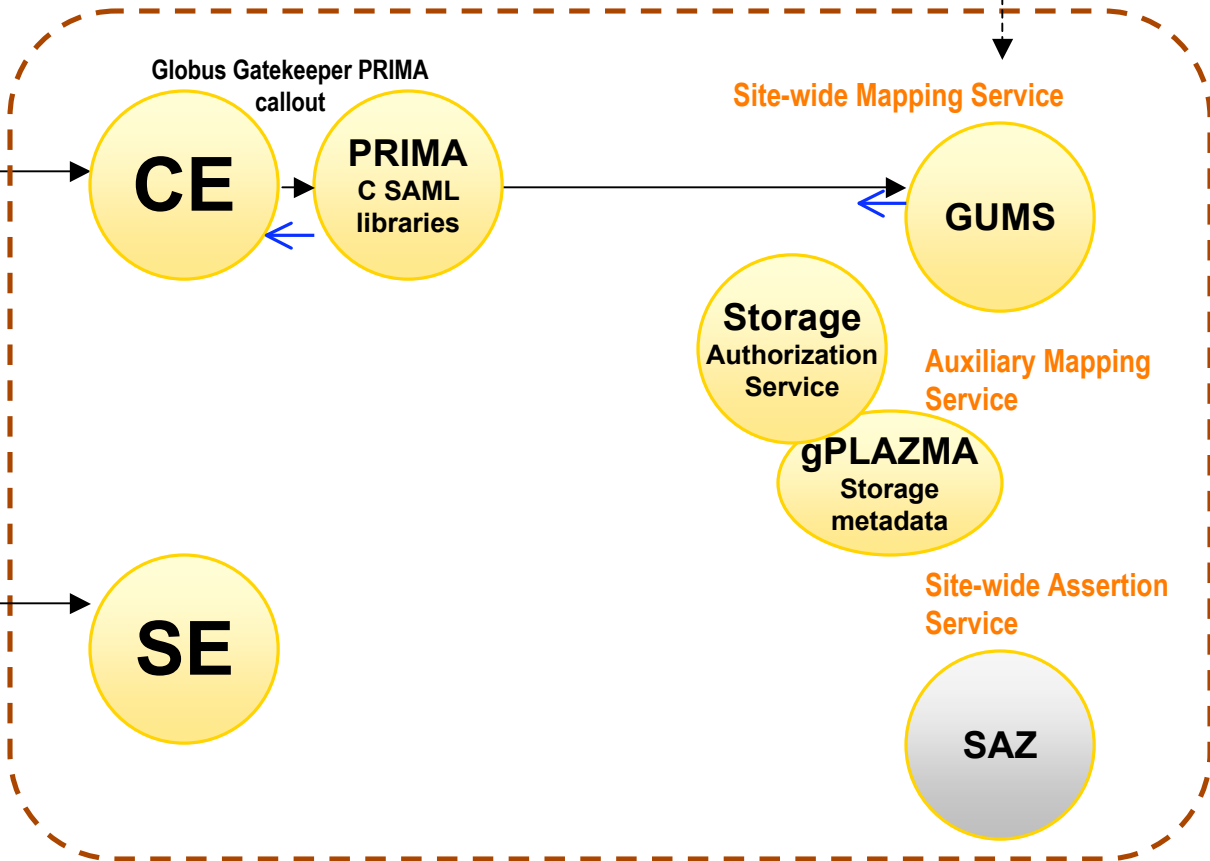 Globus Gatekeeper PRIMA
callout
Site-wide Mapping Service
CE
PRIMA
C SAML
libraries
GUMS
Storage
Authorization
Service
Auxiliary Mapping
Service
gPLAZMA
Storage
metadata
Site-wide Assertion
Service
SE
SAZ